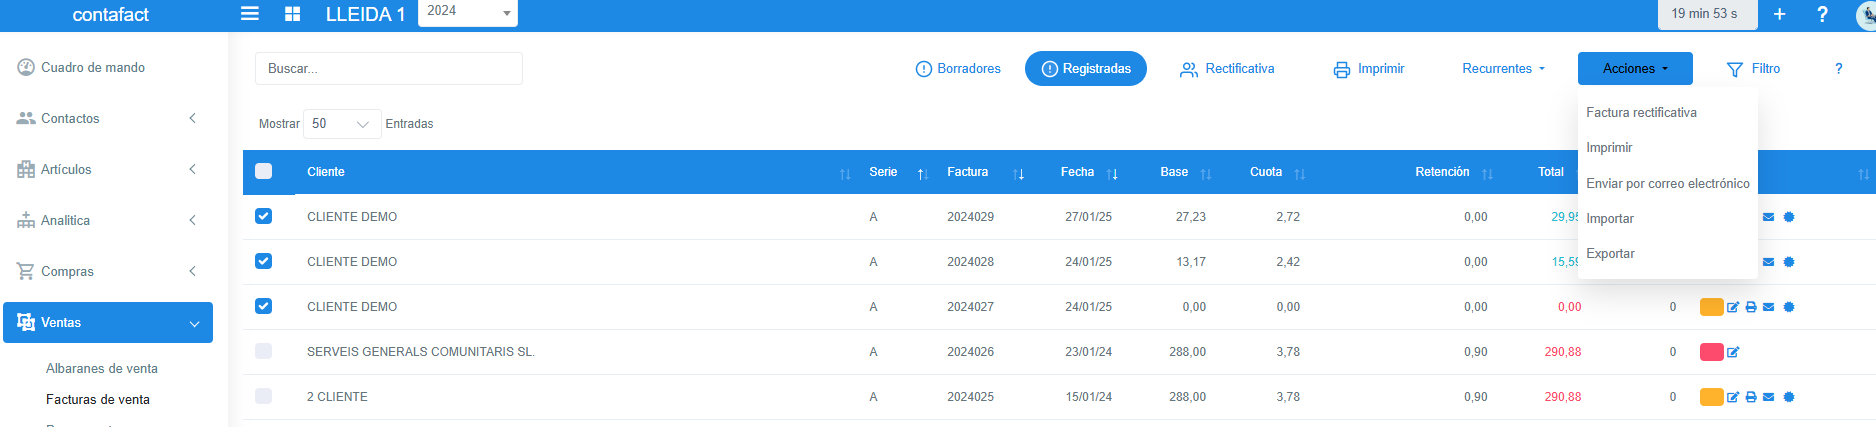 contafact LLEIDA 1 2024 19 min 53 s + ?
Cuadro de mando
Contactos
Artículos
Analitica
Compras
Ventas
Albaranes de venta
Facturas de venta
Buscar...
Borradores Registradas Rectificativa Imprimir Recurrentes Acciones Filtro ?
Factura rectificativa
Imprimir
Enviar por correo electrónico
Importar
Exportar
Mostrar 50 Entradas
Cliente Serie Factura Fecha Base Cuota Retención Total
CLIENTE DEMO A 2024029 27/01/25 27,23 2,72 0,00 29,95
CLIENTE DEMO A 2024028 24/01/25 13,17 2,42 0,00 15,59
CLIENTE DEMO A 2024027 24/01/25 0,00 0,00 0,00 0,00 0
SERVEIS GENERALS COMUNITARIS SL. A 2024026 23/01/24 288,00 3,78 0,90 290,88 0
2 CLIENTE A 2024025 15/01/24 288,00 3,78 0,90 290,88 0